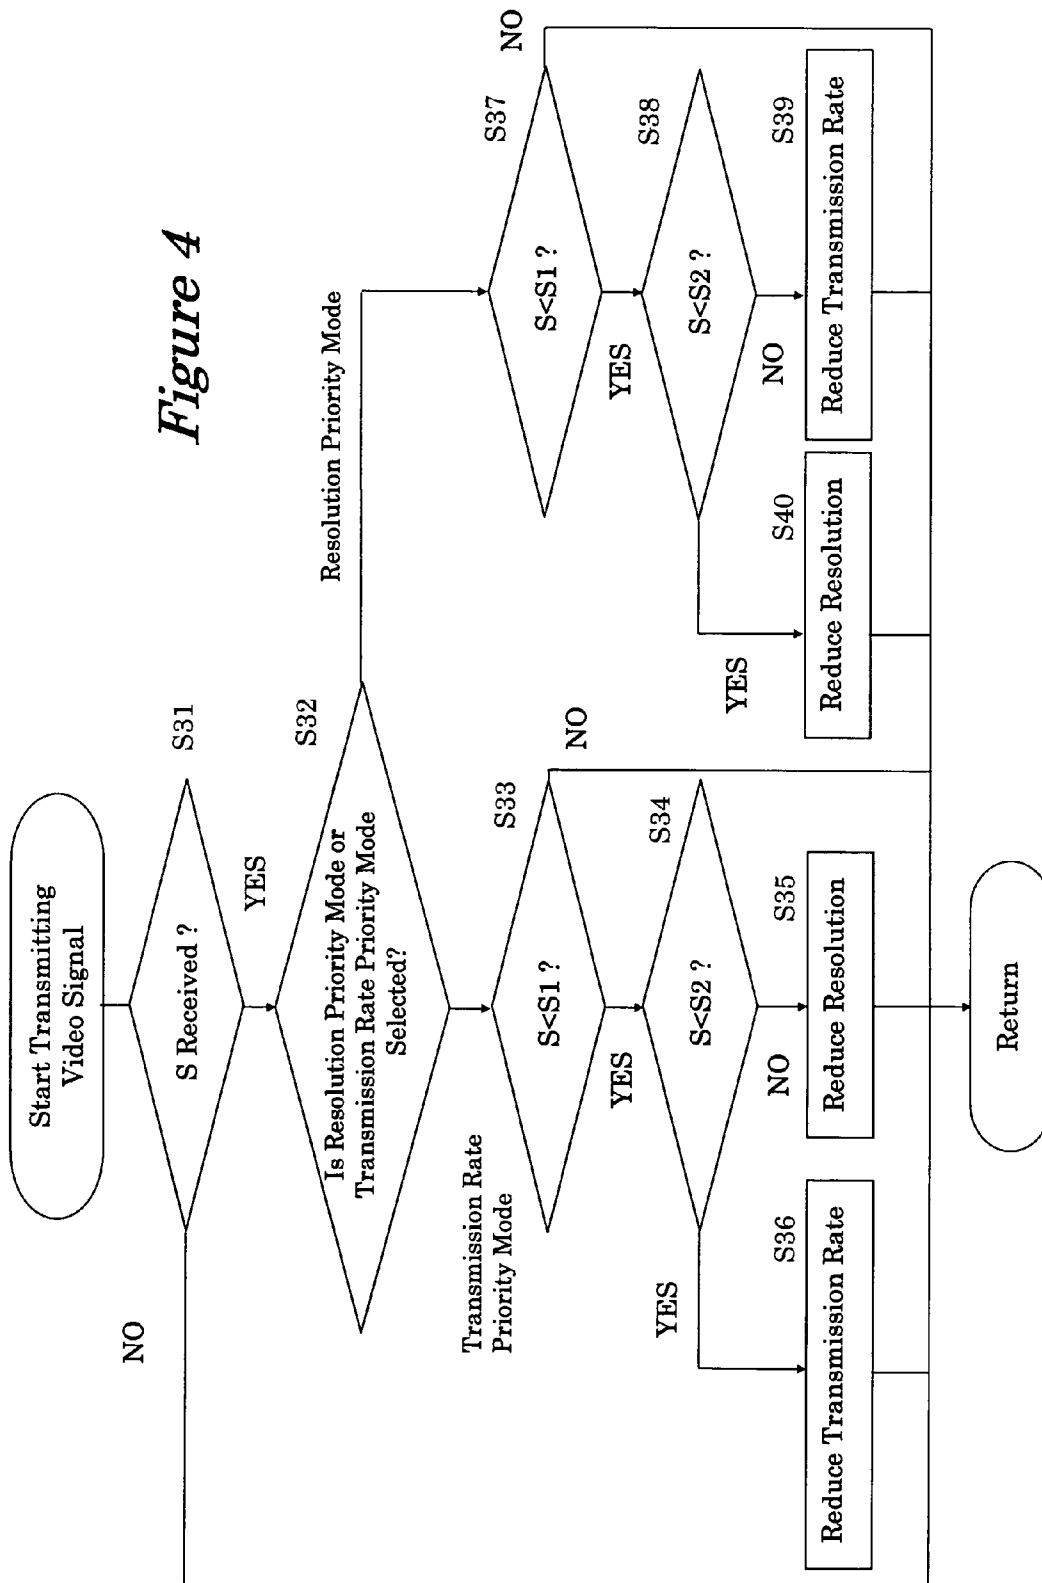 Figure 4
Start Transmitting
Video Signal
S31
S Received ?
NO
YES
S32
Is Resolution Priority Mode or
Transmission Rate Priority Mode
Selected?
Resolution Priority Mode
Transmission Rate
Priority Mode
S33
S<S1 ?
NO
YES
S34
S<S2 ?
YES
NO
S36
Reduce Transmission Rate
S35
Reduce Resolution
S37
S<S1 ?
NO
YES
S38
S<S2 ?
YES
NO
S40
Reduce Resolution
S39
Reduce Transmission Rate
Return